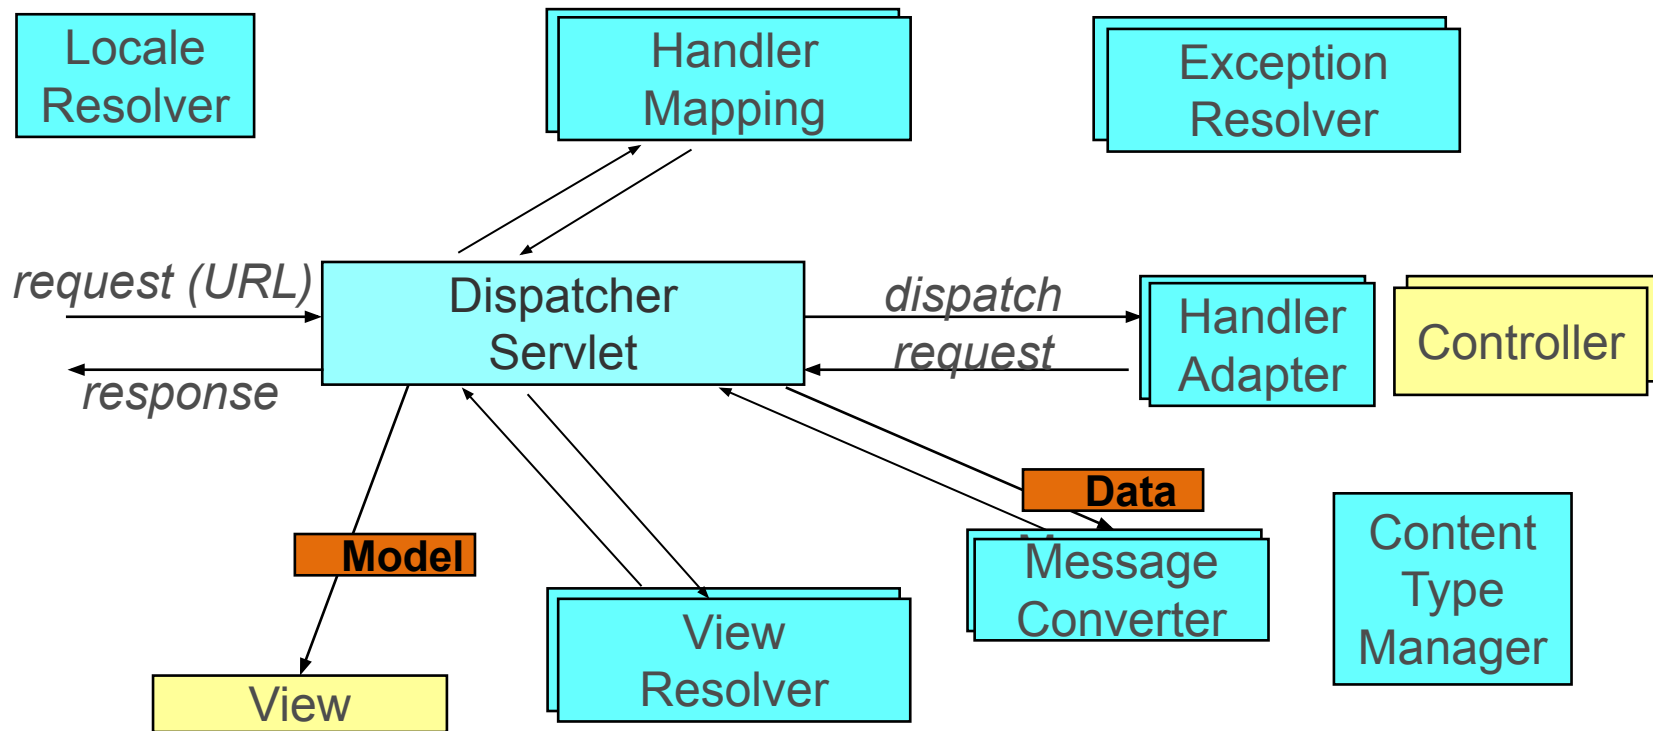 Locale
Resolver
Handler
Mapping
Exception
Resolver
request (URL)
response
Dispatcher
Servlet
dispatch
request
Handler
Adapter
Controller
Model
Data
View
View
Resolver
Message
Converter
Content
Type
Manager